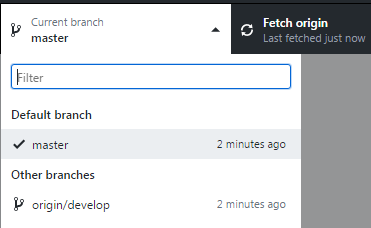 Current branch
master
Fetch origin
Last fetched just now
Filter
Default branch
master 2 minutes ago
Other branches
origin/develop 2 minutes ago